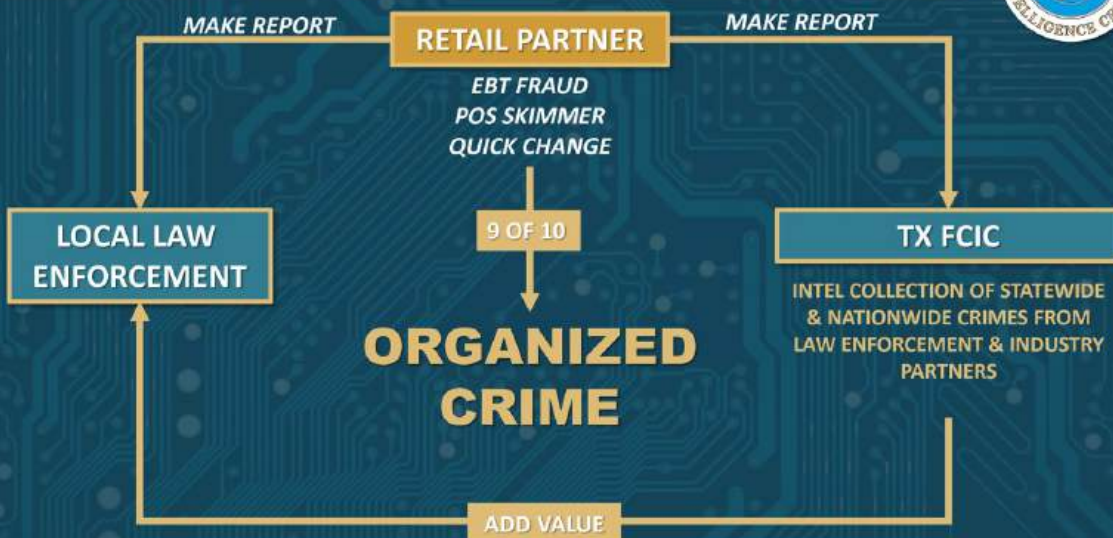 MAKE REPORT
RETAIL PARTNER
MAKE REPORT
EBT FRAUD
POS SKIMMER
QUICK CHANGE
LOCAL LAW
ENFORCEMENT
9 OF 10
ORGANIZED
CRIME
TX FCIC
INTEL COLLECTION OF STATEWIDE
& NATIONWIDE CRIMES FROM
LAW ENFORCEMENT & INDUSTRY
PARTNERS
ADD VALUE